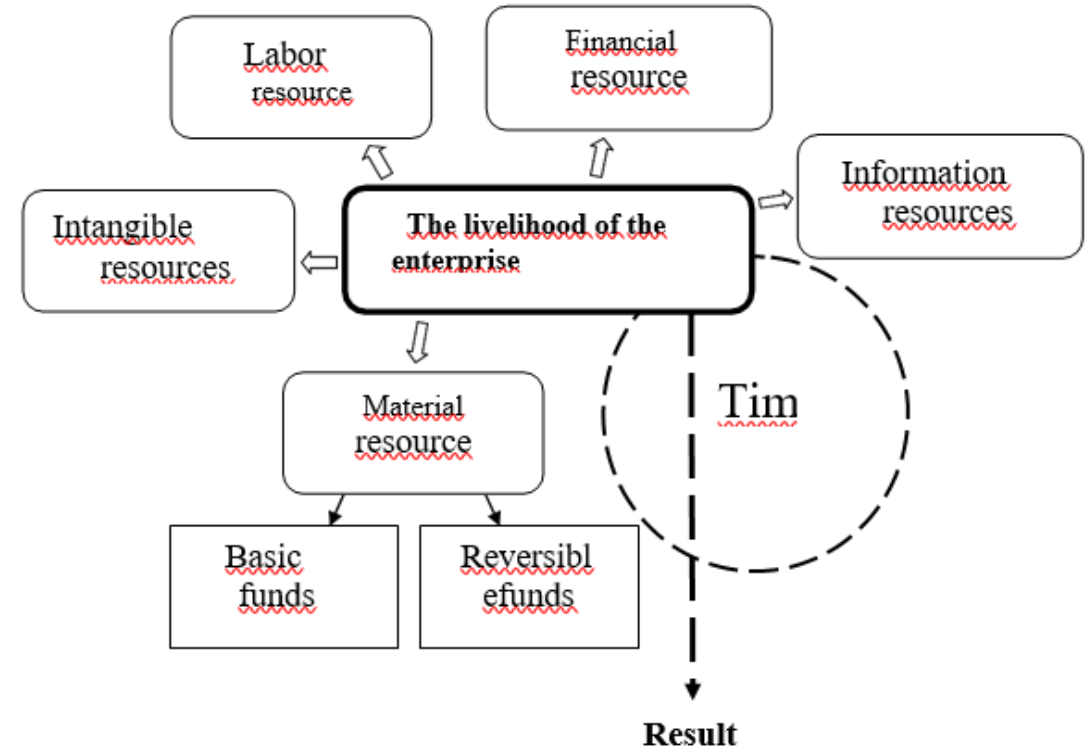 Labor
resource
Financial
resource
Information
resources
Intangible
resources
The livelihood of the
enterprise
Material
resource
Tim
Basic
funds
Reversibl
efunds
Result